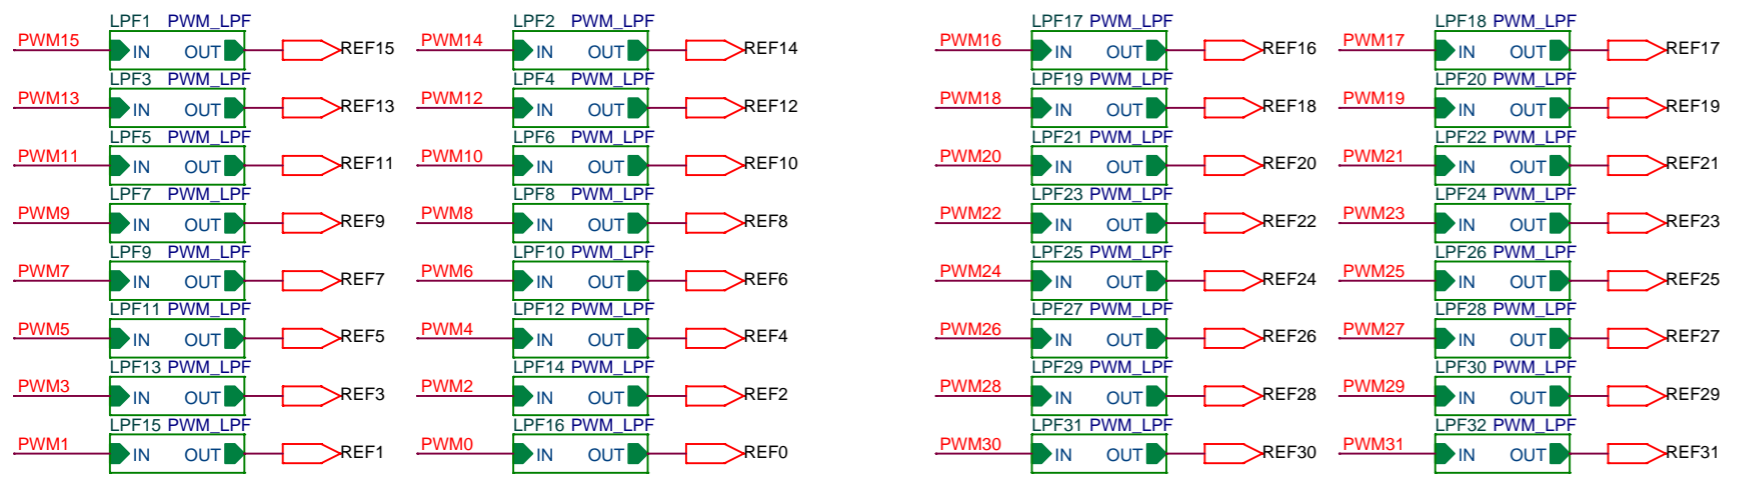 LPF1 PWM_LPF LPF2 PWM_LPF LPF17 PWM_LPF LPF18 PWM_LPF
PWM15 IN OUT REF15 PWM14 IN OUT REF14 PWM16 IN OUT REF16 PWM17 IN OUT REF17
LPF3 PWM_LPF LPF4 PWM_LPF LPF19 PWM_LPF LPF20 PWM_LPF
PWM13 IN OUT REF13 PWM12 IN OUT REF12 PWM18 IN OUT REF18 PWM19 IN OUT REF19
LPF5 PWM_LPF LPF6 PWM_LPF LPF21 PWM_LPF LPF22 PWM_LPF
PWM11 IN OUT REF11 PWM10 IN OUT REF10 PWM20 IN OUT REF20 PWM21 IN OUT REF21
LPF7 PWM_LPF LPF8 PWM_LPF LPF23 PWM_LPF LPF24 PWM_LPF
PWM9 IN OUT REF9 PWM8 IN OUT REF8 PWM22 IN OUT REF22 PWM23 IN OUT REF23
LPF9 PWM_LPF LPF10 PWM_LPF LPF25 PWM_LPF LPF26 PWM_LPF
PWM7 IN OUT REF7 PWM6 IN OUT REF6 PWM24 IN OUT REF24 PWM25 IN OUT REF25
LPF11 PWM_LPF LPF12 PWM_LPF LPF27 PWM_LPF LPF28 PWM_LPF
PWM5 IN OUT REF5 PWM4 IN OUT REF4 PWM26 IN OUT REF26 PWM27 IN OUT REF27
LPF13 PWM_LPF LPF14 PWM_LPF LPF29 PWM_LPF LPF30 PWM_LPF
PWM3 IN OUT REF3 PWM2 IN OUT REF2 PWM28 IN OUT REF28 PWM29 IN OUT REF29
LPF15 PWM_LPF LPF16 PWM_LPF LPF31 PWM_LPF LPF32 PWM_LPF
PWM1 IN OUT REF1 PWM0 IN OUT REF0 PWM30 IN OUT REF30 PWM31 IN OUT REF31